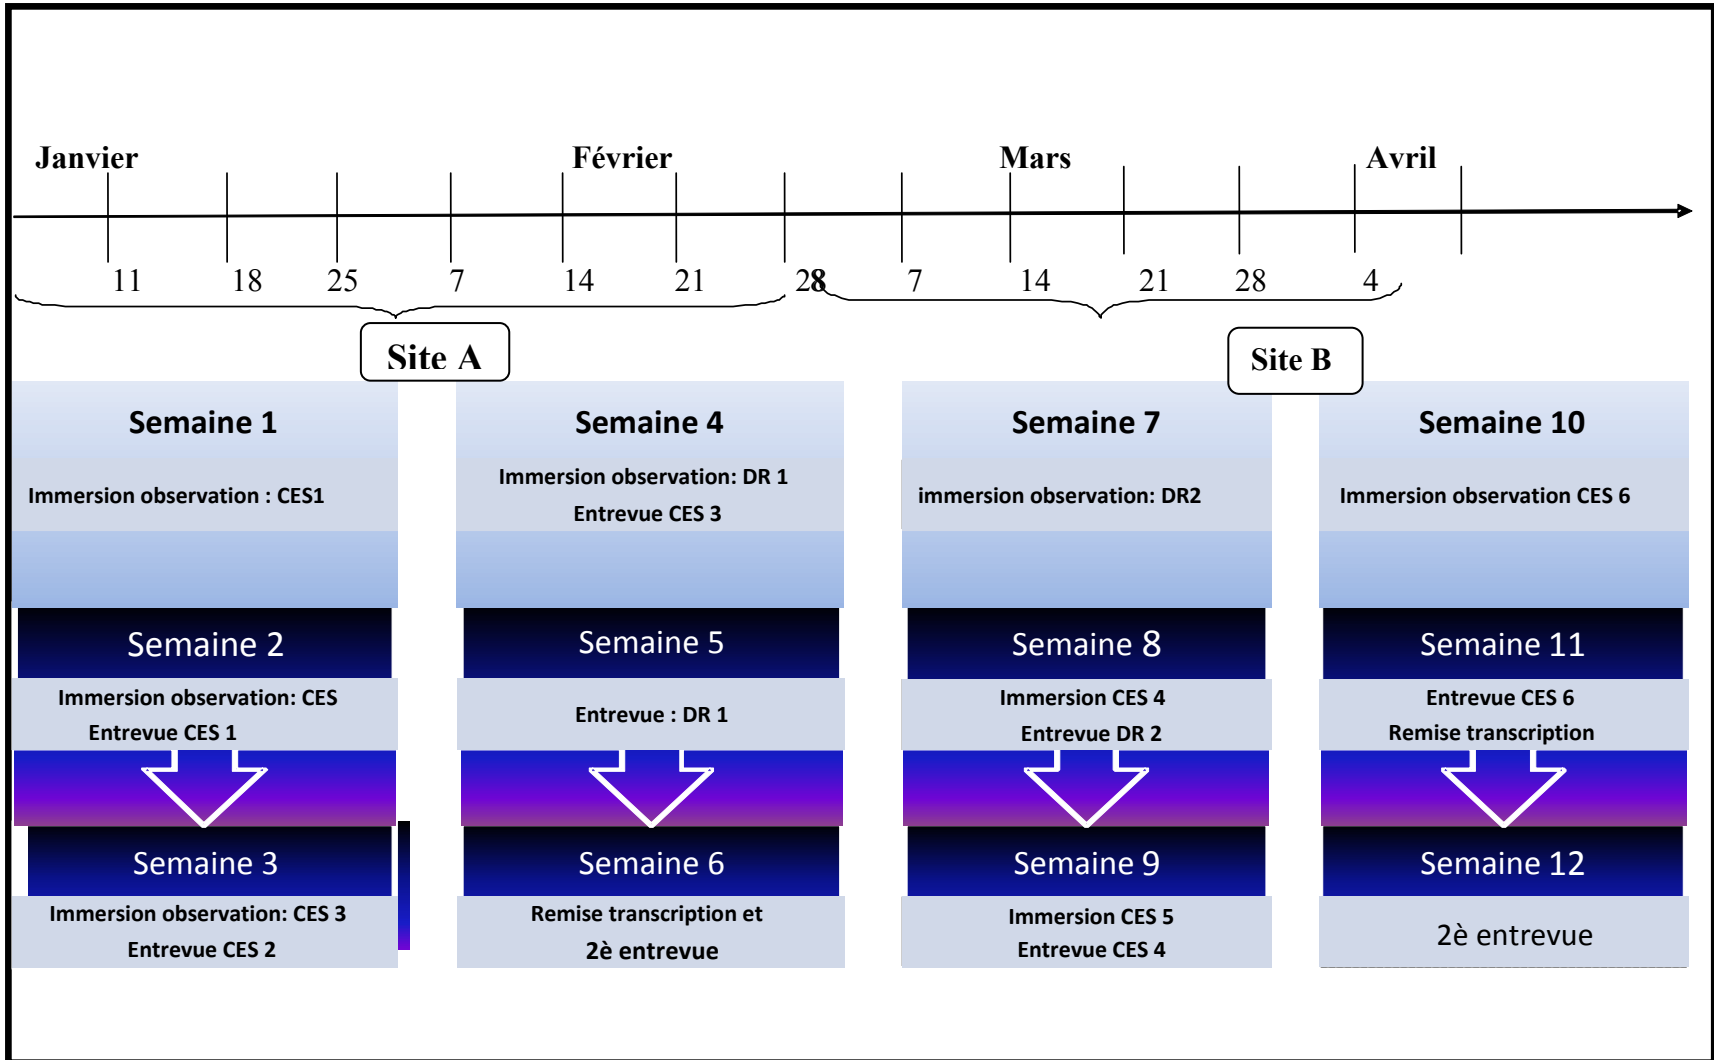 Janvier Février Mars Avril
11 18 25 7 14 21 28 7 14 21 28 4
Site A
Site B
Semaine 1
Immersion observation : CES1
Semaine 2
Immersion observation: CES
Entrevue CES 1
Semaine 3
Immersion observation: CES 3
Entrevue CES 2
Semaine 4
Immersion observation: DR 1
Entrevue CES 3
Semaine 5
Entrevue : DR 1
Semaine 6
Remise transcription et
2è entrevue
Semaine 7
immersion observation: DR2
Semaine 8
Immersion CES 4
Entrevue DR 2
Semaine 9
Immersion CES 5
Entrevue CES 4
Semaine 10
Immersion observation CES 6
Semaine 11
Entrevue CES 6
Remise transcription
Semaine 12
2è entrevue